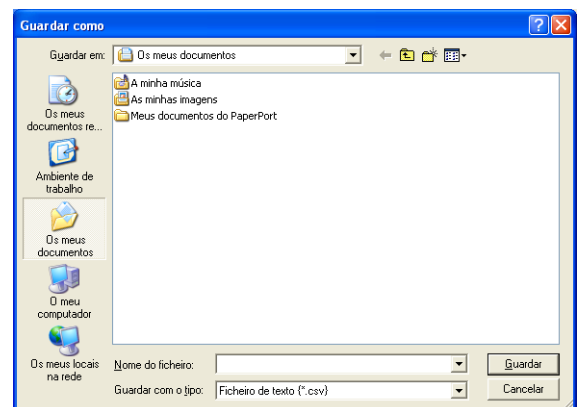 Guardar como
Guardar em:
Os meus documentos
A minha música
As minhas imagens
Meus documentos do PaperPort
Os meus
documentos re...
Ambiente de
trabalho
Os meus
documentos
O meu
computador
Os meus locais
na rede
Nome do ficheiro:
Guardar
Guardar com o tipo:
Ficheiro de texto {*.csv}
Cancelar